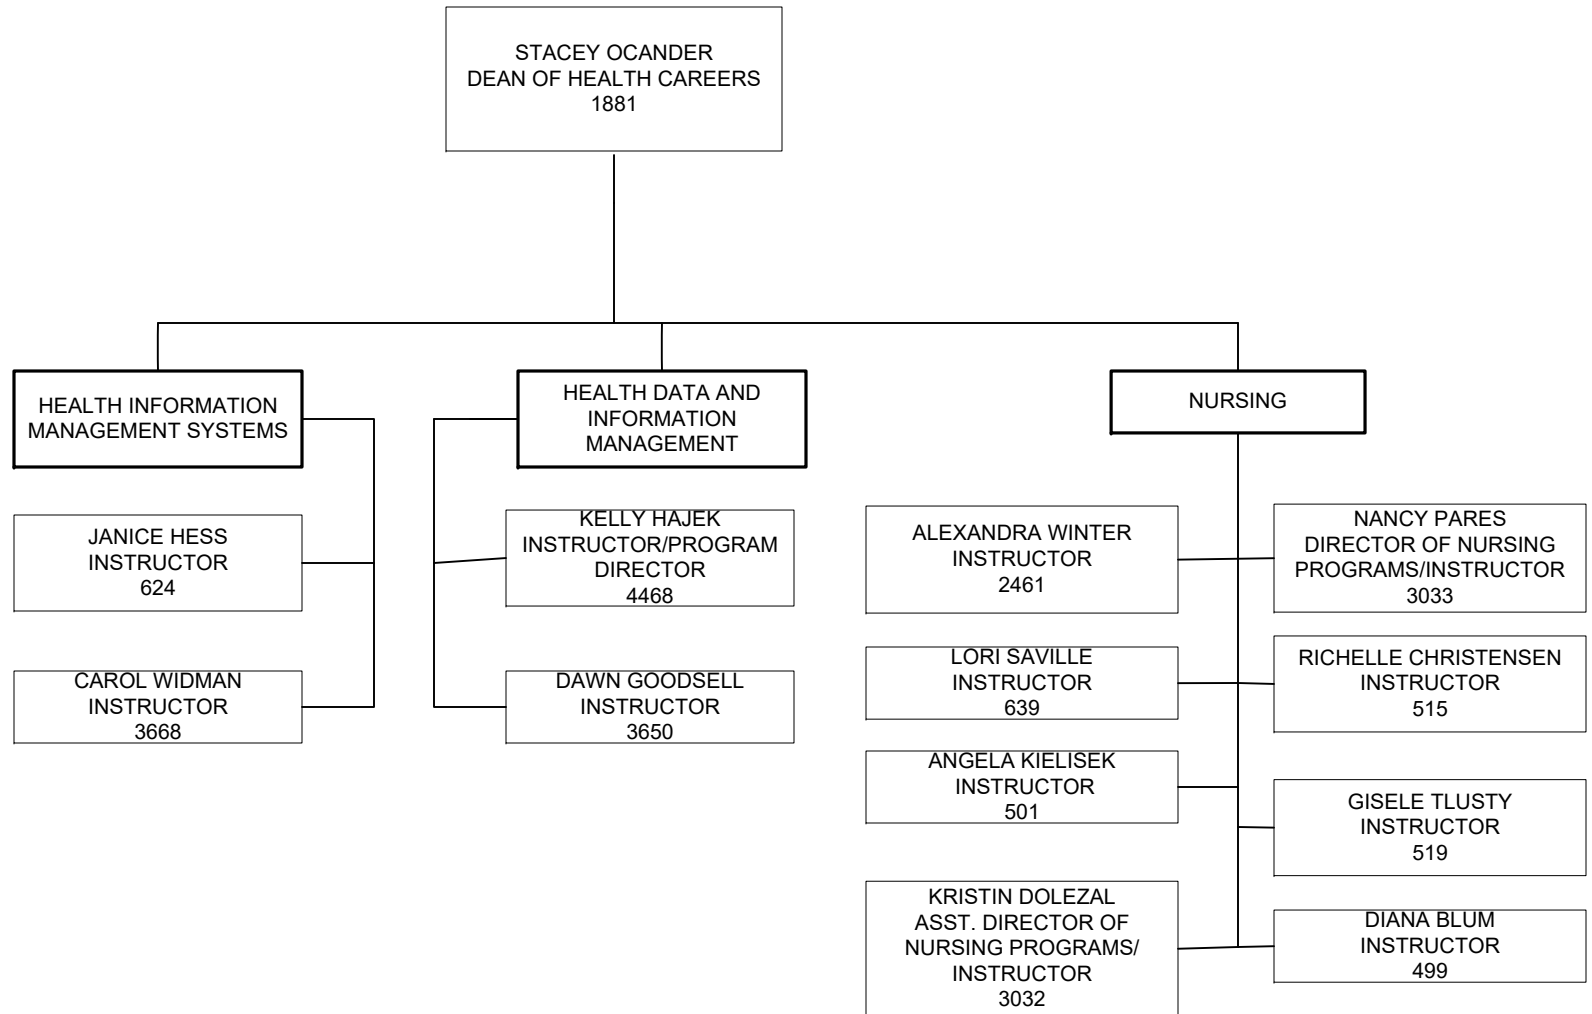 STACEY OCANDER
DEAN OF HEALTH CAREERS
1881
HEALTH INFORMATION
MANAGEMENT SYSTEMS
JANICE HESS
INSTRUCTOR
624
CAROL WIDMAN
INSTRUCTOR
3668
HEALTH DATA AND
INFORMATION
MANAGEMENT
KELLY HAJEK
INSTRUCTOR/PROGRAM
DIRECTOR
4468
DAWN GOODSELL
INSTRUCTOR
3650
NURSING
ALEXANDRA WINTER
INSTRUCTOR
2461
NANCY PARES
DIRECTOR OF NURSING
PROGRAMS/INSTRUCTOR
3033
LORI SAVILLE
INSTRUCTOR
639
RICHELLE CHRISTENSEN
INSTRUCTOR
515
ANGELA KIELISEK
INSTRUCTOR
501
GISELE TLUSTY
INSTRUCTOR
519
KRISTIN DOLEZAL
ASST. DIRECTOR OF
NURSING PROGRAMS/
INSTRUCTOR
3032
DIANA BLUM
INSTRUCTOR
499